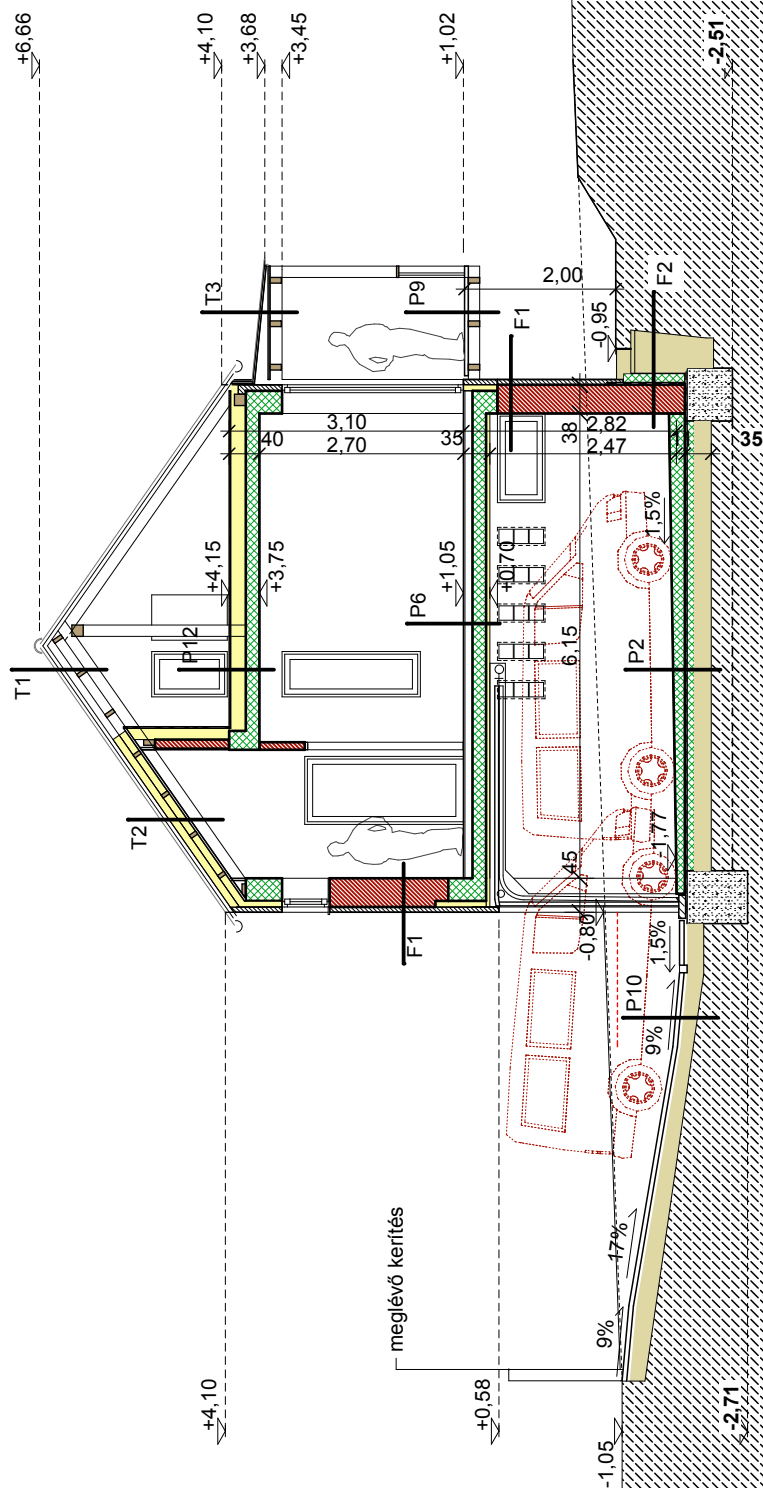 +6,66
+4,10
+3,68
+3,45
+1,02
-2,51
T3
P9
F1
2,00
-0,95
F2
3,10
40
2,70
35
38
2,82
2,47
35
1,5%
+4,15
+3,75
+1,05
+0,70
T1
P12
P6
6,15
P2
T2
-1,77
45
-0,80
F1
1,5%
P10
9%
17%
9%
meglévő kerítés
+4,10
+0,58
-1,05
-2,71